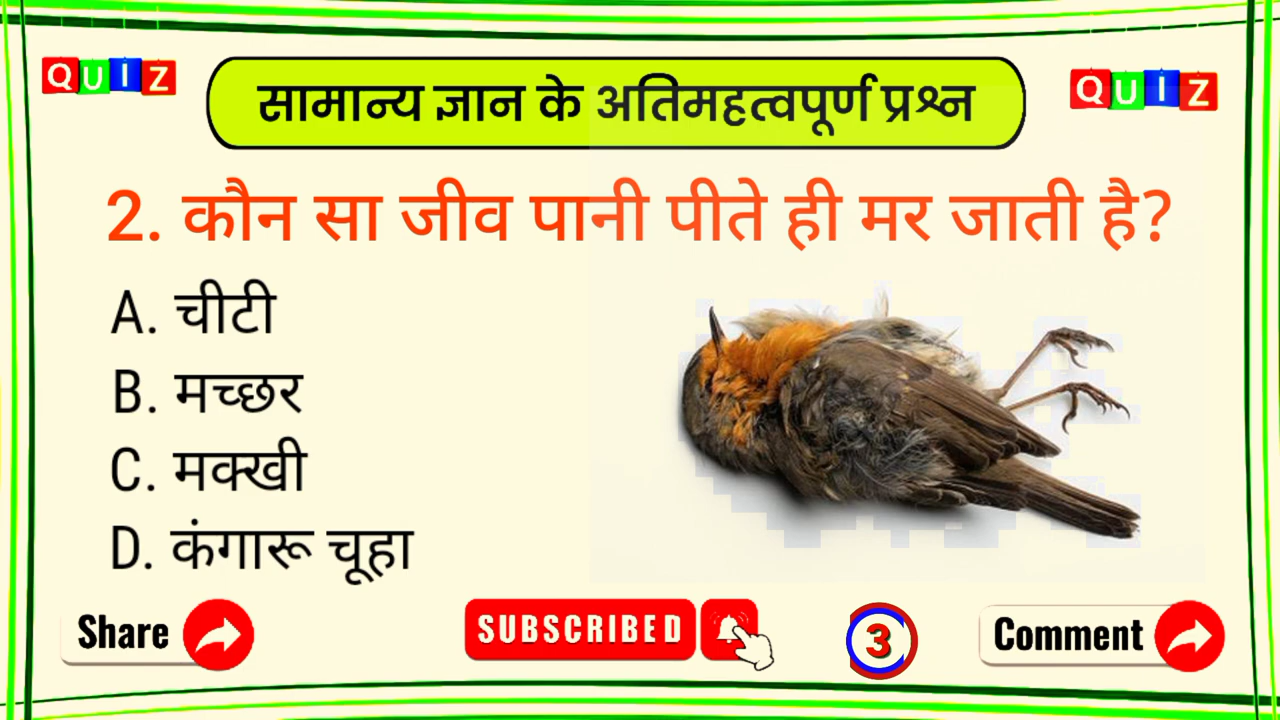 QUIZ
सामान्य ज्ञान के अतिमहत्वपूर्ण प्रश्न
QUIZ
2. कौन सा जीव पानी पीते ही मर जाती है?
A. चीटी
B. मच्छर
C. मक्खी
D. कंगारू चूहा
Share
SUBSCRIBED
3
Comment